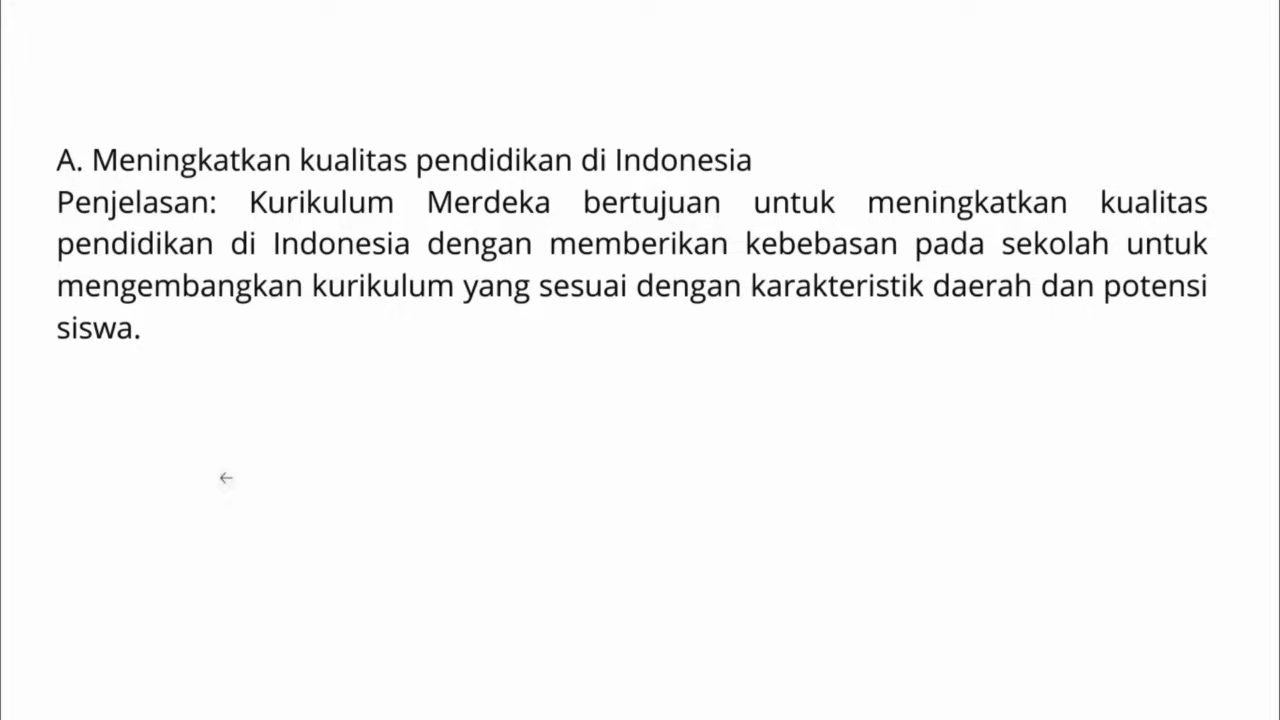 A. Meningkatkan kualitas pendidikan di Indonesia
Penjelasan: Kurikulum Merdeka bertujuan untuk meningkatkan kualitas
pendidikan di Indonesia dengan memberikan kebebasan pada sekolah untuk
mengembangkan kurikulum yang sesuai dengan karakteristik daerah dan potensi
siswa.